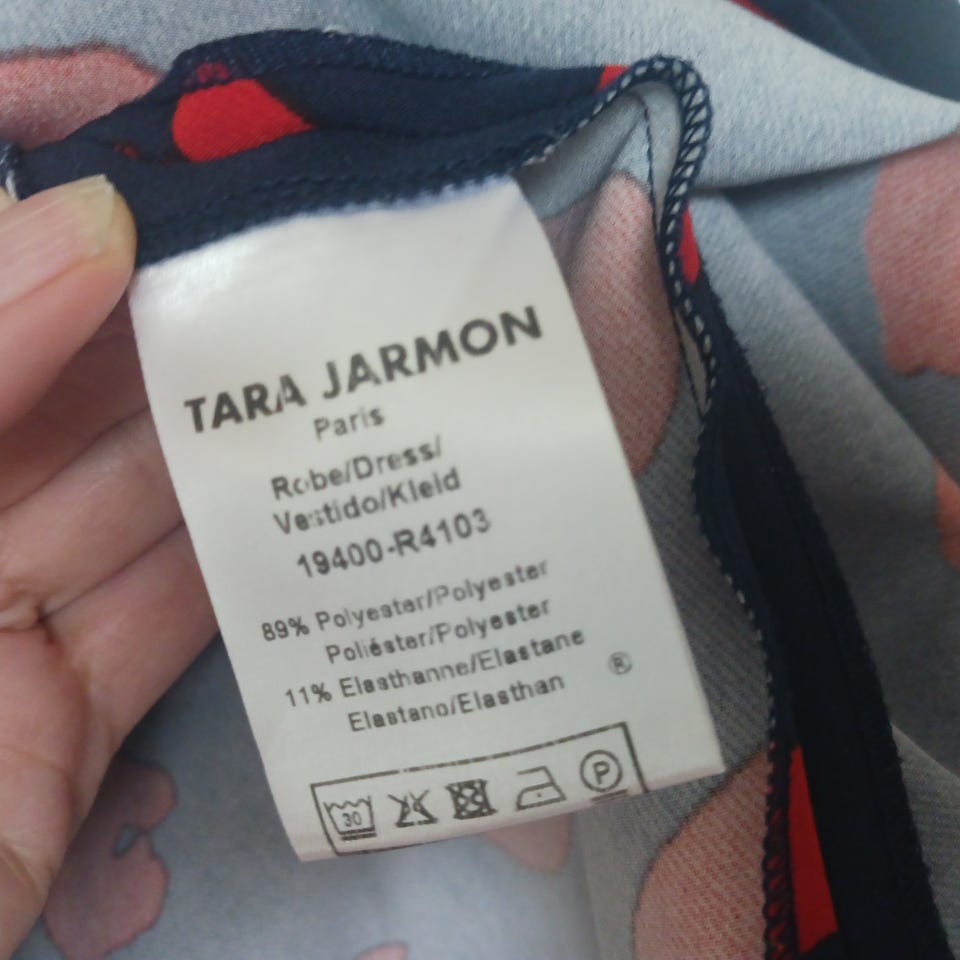 TARA JARMON
Paris
Robe/Dress/
Vestido/Kleid
19400-R4103
89% Polyester/Polyester
Poliéster/Polyester
11% Elasthanne/Elastane
Elastano/Elasthan
®
30 P